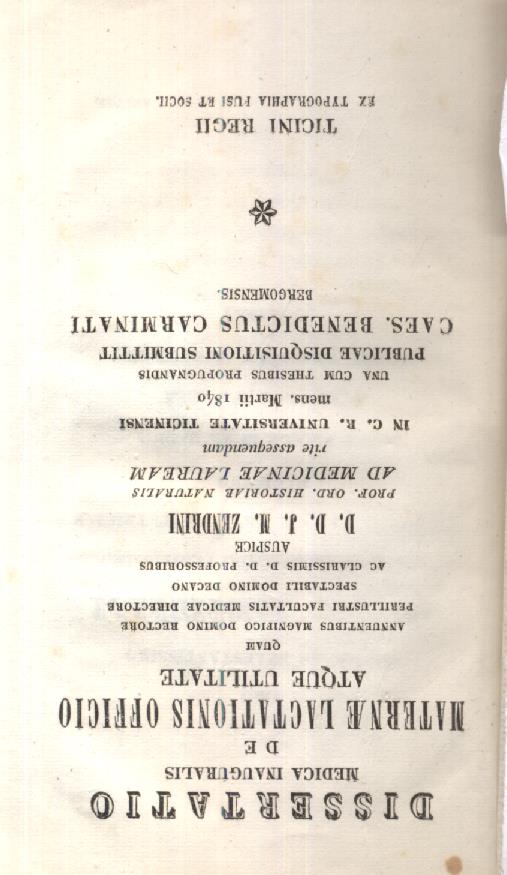 DISSERTATIO
MEDICA INAUGURALIS
DE
MATERNÆ LACTATIONIS OFFICIO
ATQUE UTILITATE
QUAM
ANNUENTIBUS MAGNIFICO DOMINO RECTORE
PERILLUSTRI FACULTATIS MEDICAE DIRECTORE
SPECTABILI DOMINO DECANO
AC CLARISSIMIS D. D. PROFESSORIBUS
AUSPICE
D. D. J. M. ZENDRINI
PROF. ORD. HISTORIAE NATURALIS
AD MEDICINAE LAUREAM
rite assequendam
IN C. R. UNIVERSITATE TICINENSI
mens. Martii 1840
UNA CUM THESIBUS PROPUGNANDIS
PUBLICAE DISQUISITIONI SUBMITTIT
CAES. BENEDICTUS CARMINATI
BERGOMENSIS.
TICINI REGII
EX TYPOGRAPHIA FUSI ET SOCII.